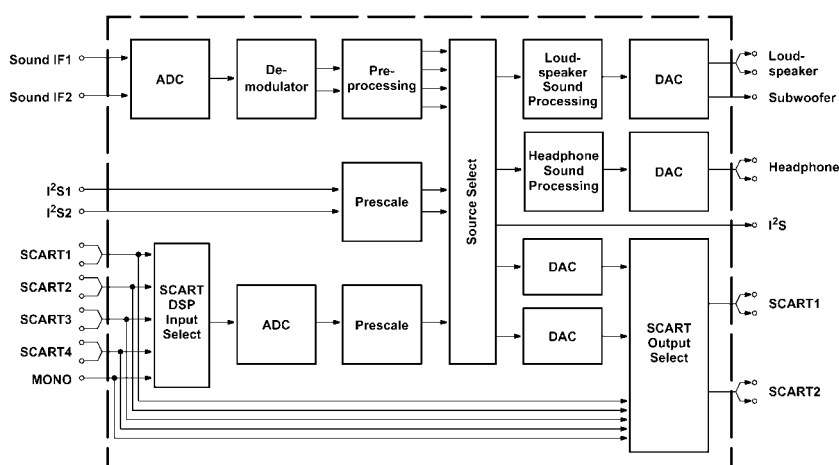 Sound IF1
Sound IF2
ADC
De-
modulator
Pre-
processing
Loud-
speaker
Sound
Processing
DAC
Loud-
speaker
Subwoofer
I²S1
I²S2
Prescale
Source Select
Headphone
Sound
Processing
DAC
Headphone
I²S
SCART1
SCART2
SCART3
SCART4
MONO
SCART
DSP
Input
Select
ADC
Prescale
DAC
DAC
SCART
Output
Select
SCART1
SCART2